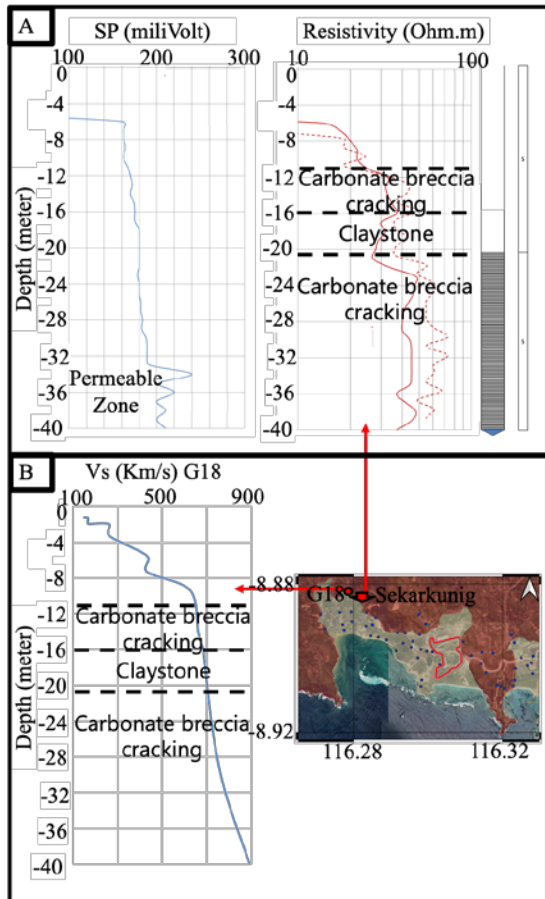 A
SP (miliVolt)
Resistivity (Ohm.m)
0 100 200 300
10 100
0
-4
-8
-12
-16
-20
-24
-28
-32
-36
-40
Depth (meter)
Permeable
Zone
0
-4
-8
-12
-16
-20
-24
-28
-32
-36
-40
Carbonate breccia
cracking
Claystone
Carbonate breccia
cracking
s
s
B
Vs (Km/s) G18
100 500 900
0
-4
-8
-12
-16
-20
-24
-28
-32
-36
-40
Depth (meter)
Carbonate breccia
cracking
Claystone
Carbonate breccia
cracking
-8.88
G18
Sekarkunig
-8.92
116.28 116.32